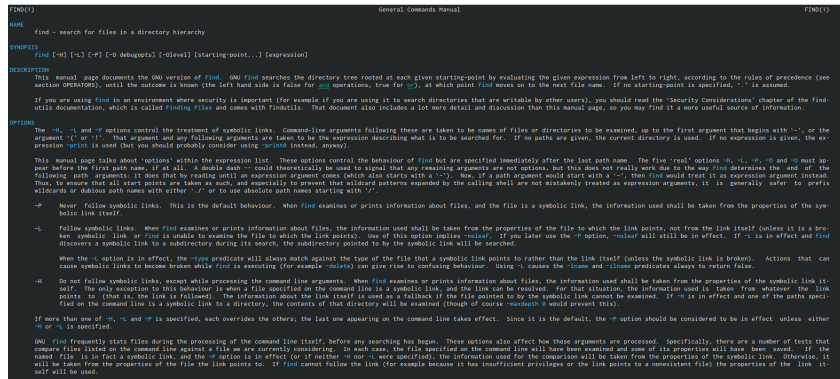 FIND(1) General Commands Manual FIND(1)
NAME
find - search for files in a directory hierarchy
SYNOPSIS
find [-H] [-L] [-P] [-D debugopts] [-Olevel] [starting-point...] [expression]
DESCRIPTION
This manual page documents the GNU version of find. GNU find searches the directory tree rooted at each given starting-point by evaluating the given expression from left to right, according to the rules of precedence (see
section OPERATORS), until the outcome is known (the left hand side is false for and operations, true for or), at which point find moves on to the next file name. If no starting-point is specified, '.' is assumed.
If you are using find in an environment where security is important (for example if you are using it to search directories that are writable by other users), you should read the 'Security Considerations' chapter of the find‐
utils documentation, which is called Finding Files and comes with findutils. That document also includes a lot more detail and discussion than this manual page, so you may find it a more useful source of information.
OPTIONS
The -H, -L and -P options control the treatment of symbolic links. Command-line arguments following these are taken to be names of files or directories to be examined, up to the first argument that begins with '-', or the
argument '(' or '!'. That argument and any following arguments are taken to be the expression describing what is to be searched for. If no paths are given, the current directory is used. If no expression is given, the ex‐
pression -print is used (but you should probably consider using -print0 instead, anyway).
This manual page talks about 'options' within the expression list. These options control the behaviour of find but are specified immediately after the last path name. The five 'real' options -H, -L, -P, -D and -O must ap‐
pear before the first path name, if at all. A double dash -- could theoretically be used to signal that any remaining arguments are not options, but this does not really work due to the way find determines the end of the
following path arguments: it does that by reading until an expression argument comes (which also starts with a '-'). Now, if a path argument would start with a '-', then find would treat it as expression argument instead.
Thus, to ensure that all start points are taken as such, and especially to prevent that wildcard patterns expanded by the calling shell are not mistakenly treated as expression arguments, it is generally safer to prefix
wildcards or dubious path names with either './' or to use absolute path names starting with '/'.
-P Never follow symbolic links. This is the default behaviour. When find examines or prints information about files, and the file is a symbolic link, the information used shall be taken from the properties of the sym‐
bolic link itself.
-L Follow symbolic links. When find examines or prints information about files, the information used shall be taken from the properties of the file to which the link points, not from the link itself (unless it is a bro‐
ken symbolic link or find is unable to examine the file to which the link points). Use of this option implies -noleaf. If you later use the -P option, -noleaf will still be in effect. If -L is in effect and find
discovers a symbolic link to a subdirectory during its search, the subdirectory pointed to by the symbolic link will be searched.
When the -L option is in effect, the -type predicate will always match against the type of the file that a symbolic link points to rather than the link itself (unless the symbolic link is broken). Actions that can
cause symbolic links to become broken while find is executing (for example -delete) can give rise to confusing behaviour. Using -L causes the -lname and -ilname predicates always to return false.
-H Do not follow symbolic links, except while processing the command line arguments. When find examines or prints information about files, the information used shall be taken from the properties of the symbolic link it‐
self. The only exception to this behaviour is when a file specified on the command line is a symbolic link, and the link can be resolved. For that situation, the information used is taken from whatever the link
points to (that is, the link is followed). The information about the link itself is used as a fallback if the file pointed to by the symbolic link cannot be examined. If -H is in effect and one of the paths speci‐
fied on the command line is a symbolic link to a directory, the contents of that directory will be examined (though of course -maxdepth 0 would prevent this).
If more than one of -H, -L and -P is specified, each overrides the others; the last one appearing on the command line takes effect. Since it is the default, the -P option should be considered to be in effect unless either
-H or -L is specified.
GNU find frequently stats files during the processing of the command line itself, before any searching has begun. These options also affect how those arguments are processed. Specifically, there are a number of tests that
compare files listed on the command line against a file we are currently considering. In each case, the file specified on the command line will have been examined and some of its properties will have been saved. If the
named file is in fact a symbolic link, and the -P option is in effect (or if neither -H nor -L were specified), the information used for the comparison will be taken from the properties of the symbolic link. Otherwise, it
will be taken from the properties of the file the link points to. If find cannot follow the link (for example because it has insufficient privileges or the link points to a nonexistent file) the properties of the link it‐
self will be used.